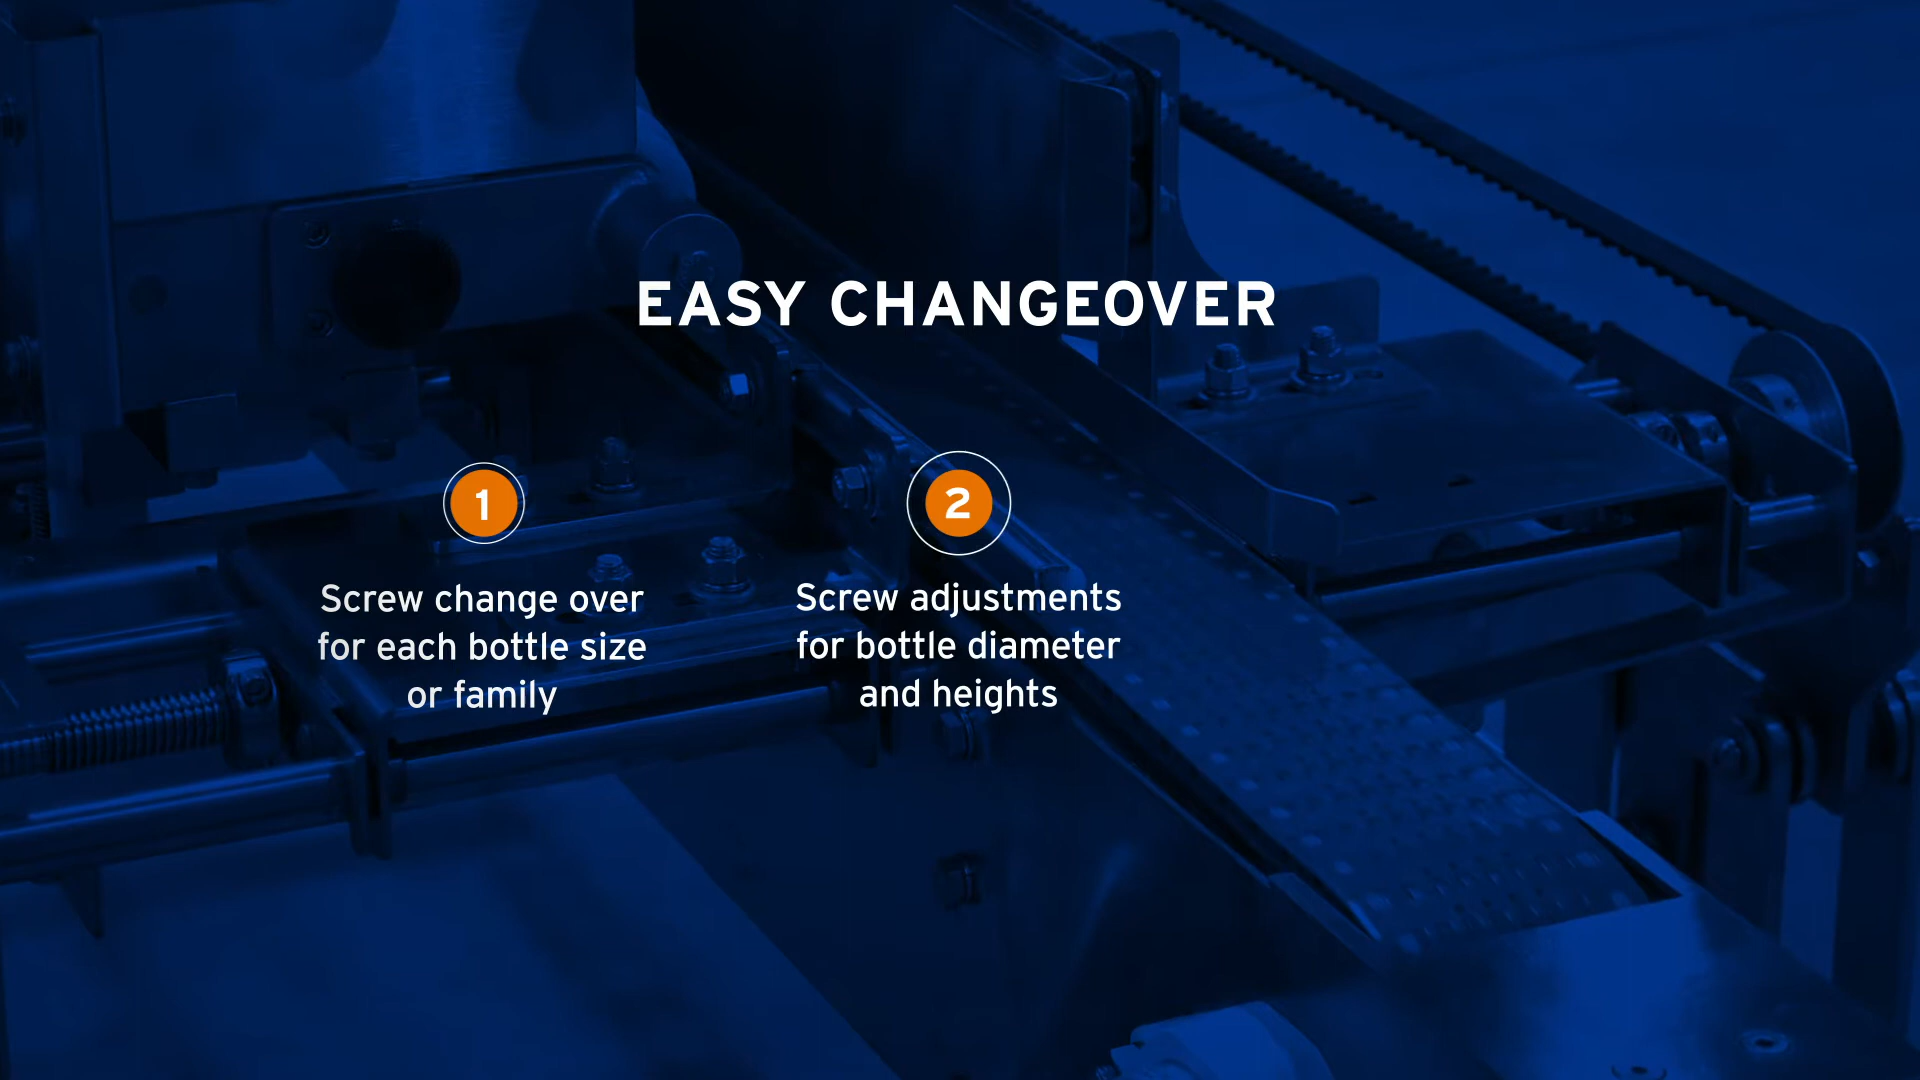 EASY CHANGEOVER
1
Screw change over
for each bottle size
or family
2
Screw adjustments
for bottle diameter
and heights